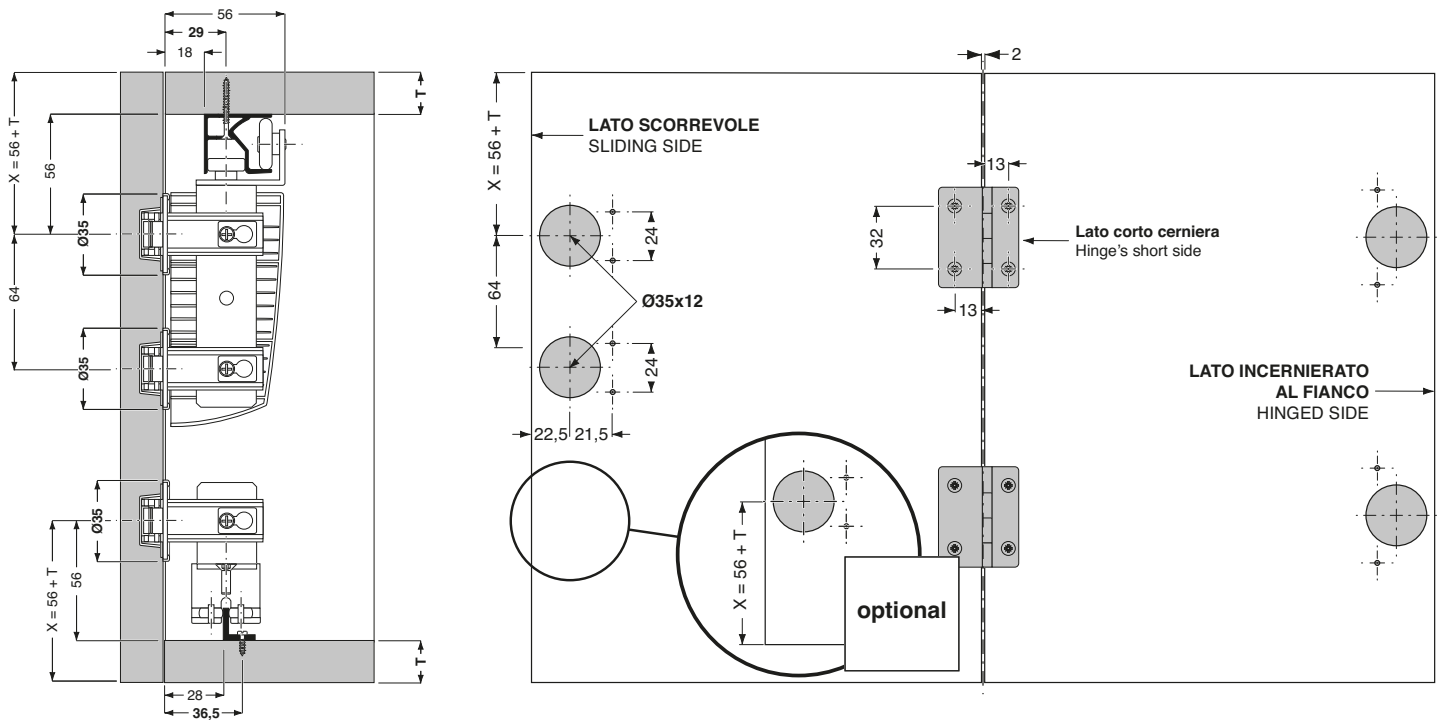 56
29
18
T
X = 56 + T
56
Ø35
64
Ø35
Ø35
X = 56 + T
56
T
28
36,5
2
X = 56 + T
LATO SCORREVOLE
SLIDING SIDE
24
64
Ø35x12
24
22,5
21,5
13
32
Lato corto cerniera
Hinge's short side
13
LATO INCERNIERATO
AL FIANCO
HINGED SIDE
X = 56 + T
optional